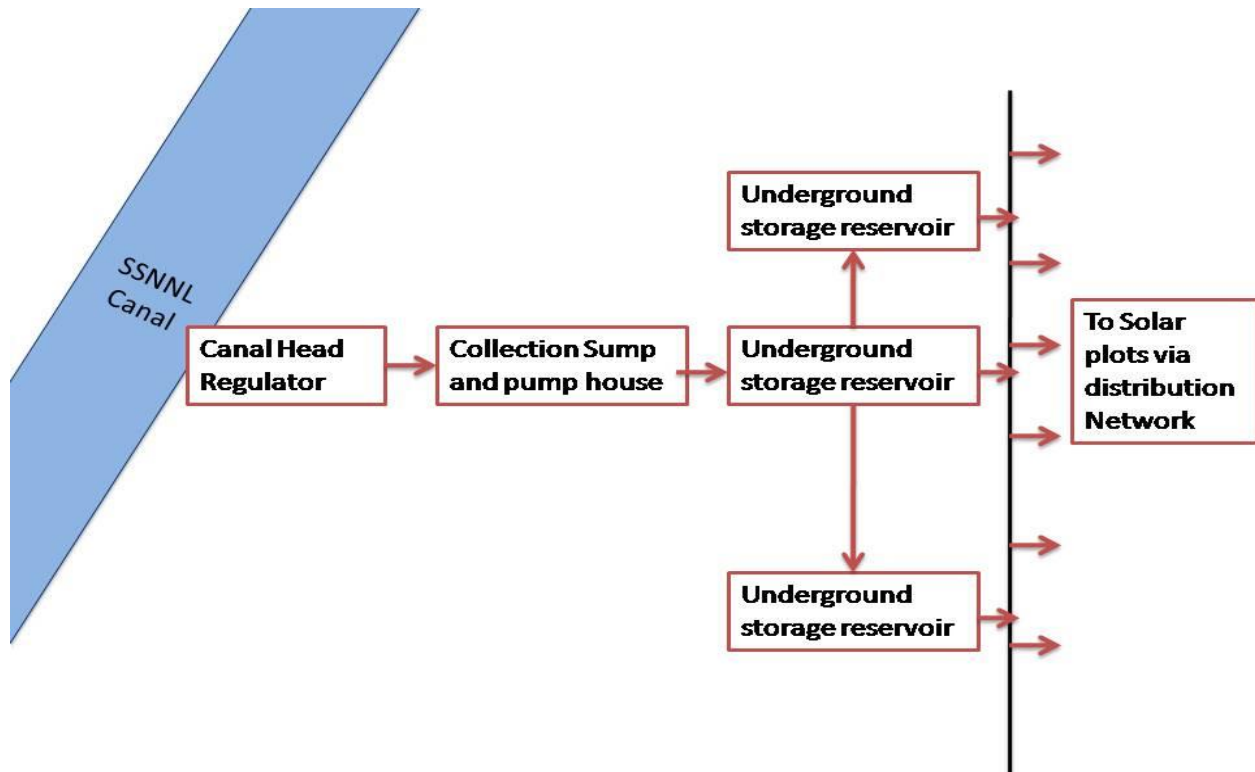 SSNNL
Canal
Canal Head
Regulator
Collection Sump
and pump house
Underground
storage reservoir
Underground
storage reservoir
Underground
storage reservoir
To Solar
plots via
distribution
Network